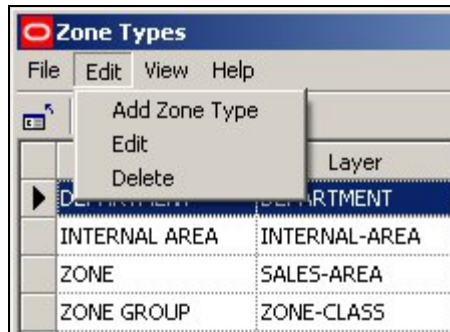 Zone Types
File Edit View Help
Add Zone Type
Edit
Delete
Layer
DEPARTMENT
INTERNAL AREA INTERNAL-AREA
ZONE SALES-AREA
ZONE GROUP ZONE-CLASS